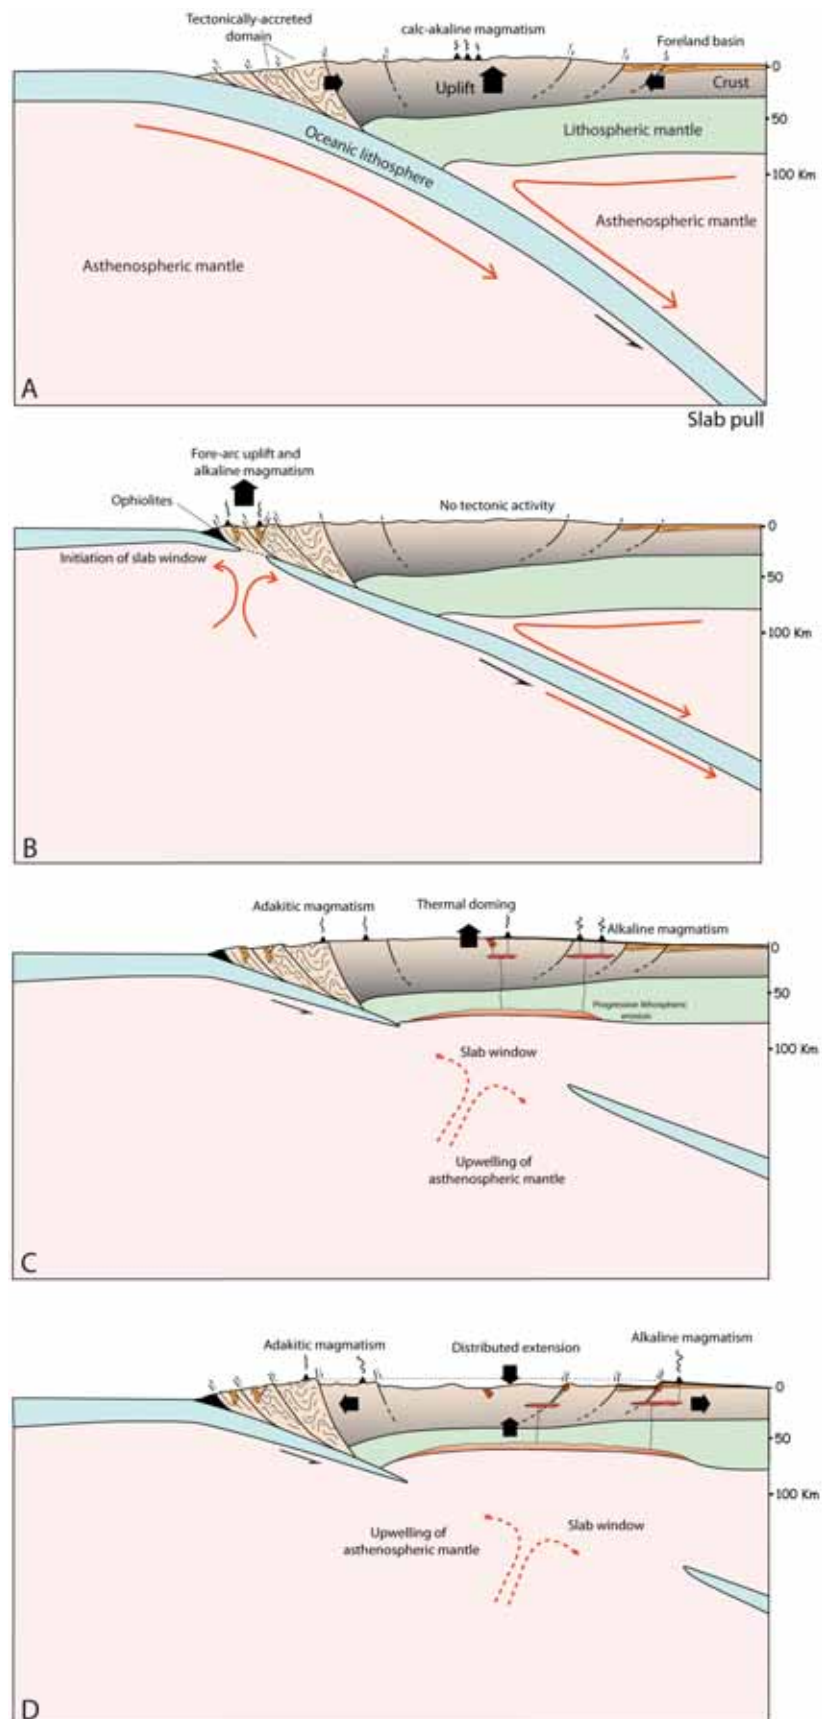 Tectonically-accreted
domain
calc-akaline magmatism
Foreland basin
0
Uplift
Crust
50
Lithospheric mantle
Oceanic lithosphere
100 Km
Asthenospheric mantle
Asthenospheric mantle
A
Slab pull
Fore-arc uplift and
alkaline magmatism
Ophiolites
No tectonic activity
0
Initiation of slab window
50
100 Km
B
Adakitic magmatism
Thermal doming
Alkaline magmatism
0
50
Progressive lithospheric
erosion
100 Km
Slab window
Upwelling of
asthenospheric mantle
C
Adakitic magmatism
Distributed extension
Alkaline magmatism
0
50
100 Km
Upwelling of
asthenospheric mantle
Slab window
D